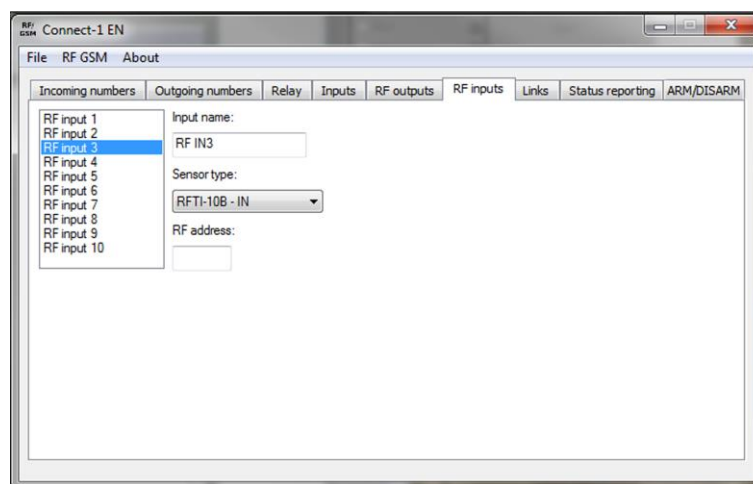 RF/GSM Connect-1 EN
File RF GSM About
Incoming numbers Outgoing numbers Relay Inputs RF outputs RF inputs Links Status reporting ARM/DISARM
RF input 1
RF input 2
RF input 3
RF input 4
RF input 5
RF input 6
RF input 7
RF input 8
RF input 9
RF input 10
Input name:
RF IN3
Sensor type:
RFTI-10B - IN
RF address: